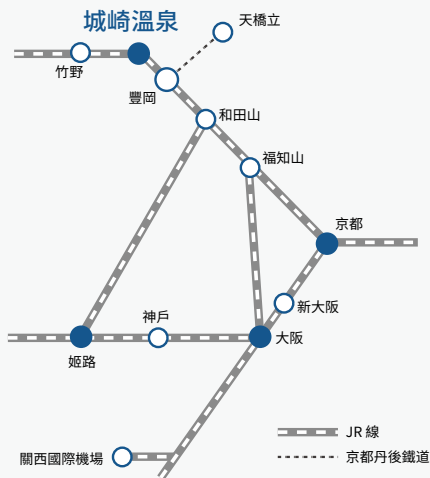 城崎溫泉
天橋立
竹野
豐岡
和田山
福知山
京都
新大阪
神戶
大阪
姬路
JR 線
關西國際機場
京都丹後鐵道